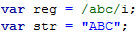 var reg = /abc/i;
var str = "ABC";